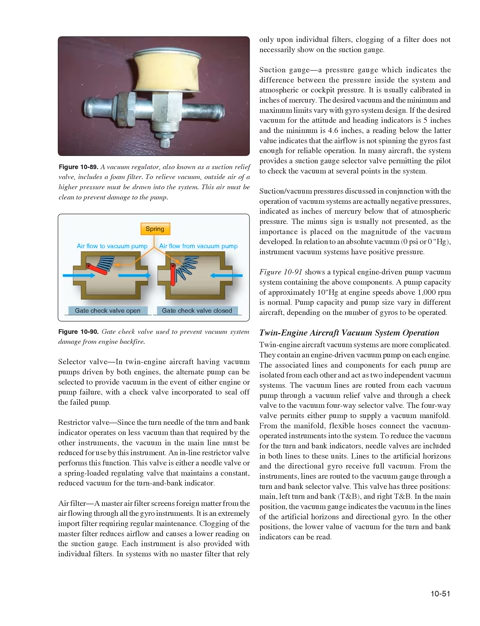 Figure 10-89. A vacuum regulator, also known as a suction relief
valve, includes a foam filter. To relieve vacuum, outside air of a
higher pressure must be drawn into the system. This air must be
clean to prevent damage to the pump.
Spring
Air flow to vacuum pump
Air flow from vacuum pump
Gate check valve open
Gate check valve closed
Figure 10-90. Gate check valve used to prevent vacuum system
damage from engine backfire.
Selector valve—In twin-engine aircraft having vacuum
pumps driven by both engines, the alternate pump can be
selected to provide vacuum in the event of either engine or
pump failure, with a check valve incorporated to seal off
the failed pump.
Restrictor valve—Since the turn needle of the turn and bank
indicator operates on less vacuum than that required by the
other instruments, the vacuum in the main line must be
reduced for use by this instrument. An in-line restrictor valve
performs this function. This valve is either a needle valve or
a spring-loaded regulating valve that maintains a constant,
reduced vacuum for the turn-and-bank indicator.
Air filter—A master air filter screens foreign matter from the
air flowing through all the gyro instruments. It is an extremely
import filter requiring regular maintenance. Clogging of the
master filter reduces airflow and causes a lower reading on
the suction gauge. Each instrument is also provided with
individual filters. In systems with no master filter that rely
only upon individual filters, clogging of a filter does not
necessarily show on the suction gauge.
Suction gauge—a pressure gauge which indicates the
difference between the pressure inside the system and
atmospheric or cockpit pressure. It is usually calibrated in
inches of mercury. The desired vacuum and the minimum and
maximum limits vary with gyro system design. If the desired
vacuum for the attitude and heading indicators is 5 inches
and the minimum is 4.6 inches, a reading below the latter
value indicates that the airflow is not spinning the gyros fast
enough for reliable operation. In many aircraft, the system
provides a suction gauge selector valve permitting the pilot
to check the vacuum at several points in the system.
Suction/vacuum pressures discussed in conjunction with the
operation of vacuum systems are actually negative pressures,
indicated as inches of mercury below that of atmospheric
pressure. The minus sign is usually not presented, as the
importance is placed on the magnitude of the vacuum
developed. In relation to an absolute vacuum (0 psi or 0 "Hg),
instrument vacuum systems have positive pressure.
Figure 10-91 shows a typical engine-driven pump vacuum
system containing the above components. A pump capacity
of approximately 10"Hg at engine speeds above 1,000 rpm
is normal. Pump capacity and pump size vary in different
aircraft, depending on the number of gyros to be operated.
Twin-Engine Aircraft Vacuum System Operation
Twin-engine aircraft vacuum systems are more complicated.
They contain an engine-driven vacuum pump on each engine.
The associated lines and components for each pump are
isolated from each other and act as two independent vacuum
systems. The vacuum lines are routed from each vacuum
pump through a vacuum relief valve and through a check
valve to the vacuum four-way selector valve. The four-way
valve permits either pump to supply a vacuum manifold.
From the manifold, flexible hoses connect the vacuum-
operated instruments into the system. To reduce the vacuum
for the turn and bank indicators, needle valves are included
in both lines to these units. Lines to the artificial horizons
and the directional gyro receive full vacuum. From the
instruments, lines are routed to the vacuum gauge through a
turn and bank selector valve. This valve has three positions:
main, left turn and bank (T&B), and right T&B. In the main
position, the vacuum gauge indicates the vacuum in the lines
of the artificial horizons and directional gyro. In the other
positions, the lower value of vacuum for the turn and bank
indicators can be read.
10-51